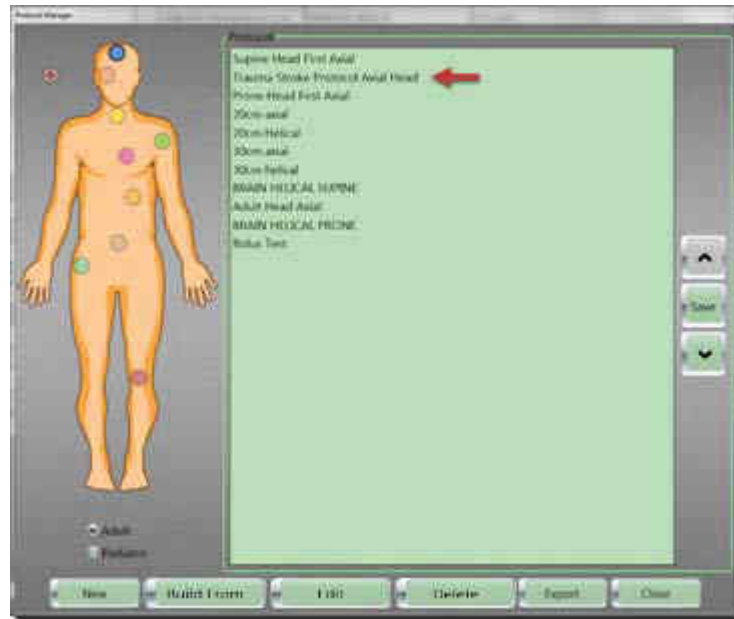 Protocol Manager
Protocols
Supine Head First Axial
Trauma Stroke Protocol Axial Head
Prone Head First Axial
20cm axial
20cm Helical
30cm axial
30cm helical
BRAIN HELICAL SUPINE
Adult Head Axial
BRAIN HELICAL PRONE
Bolus Test
Save
Adult
Pediatric
New
Build From
Edit
Delete
Export
Close